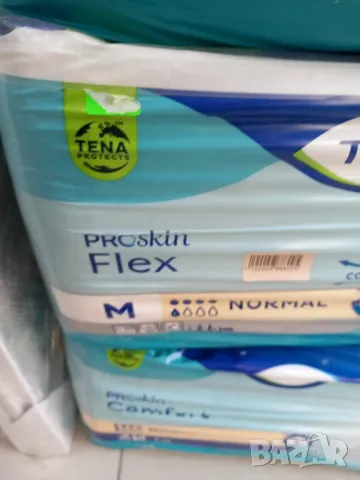 TENA
PROTECTS
T
PROskin
Flex
M NORMAL
PROskin
Comfort
BAZAR